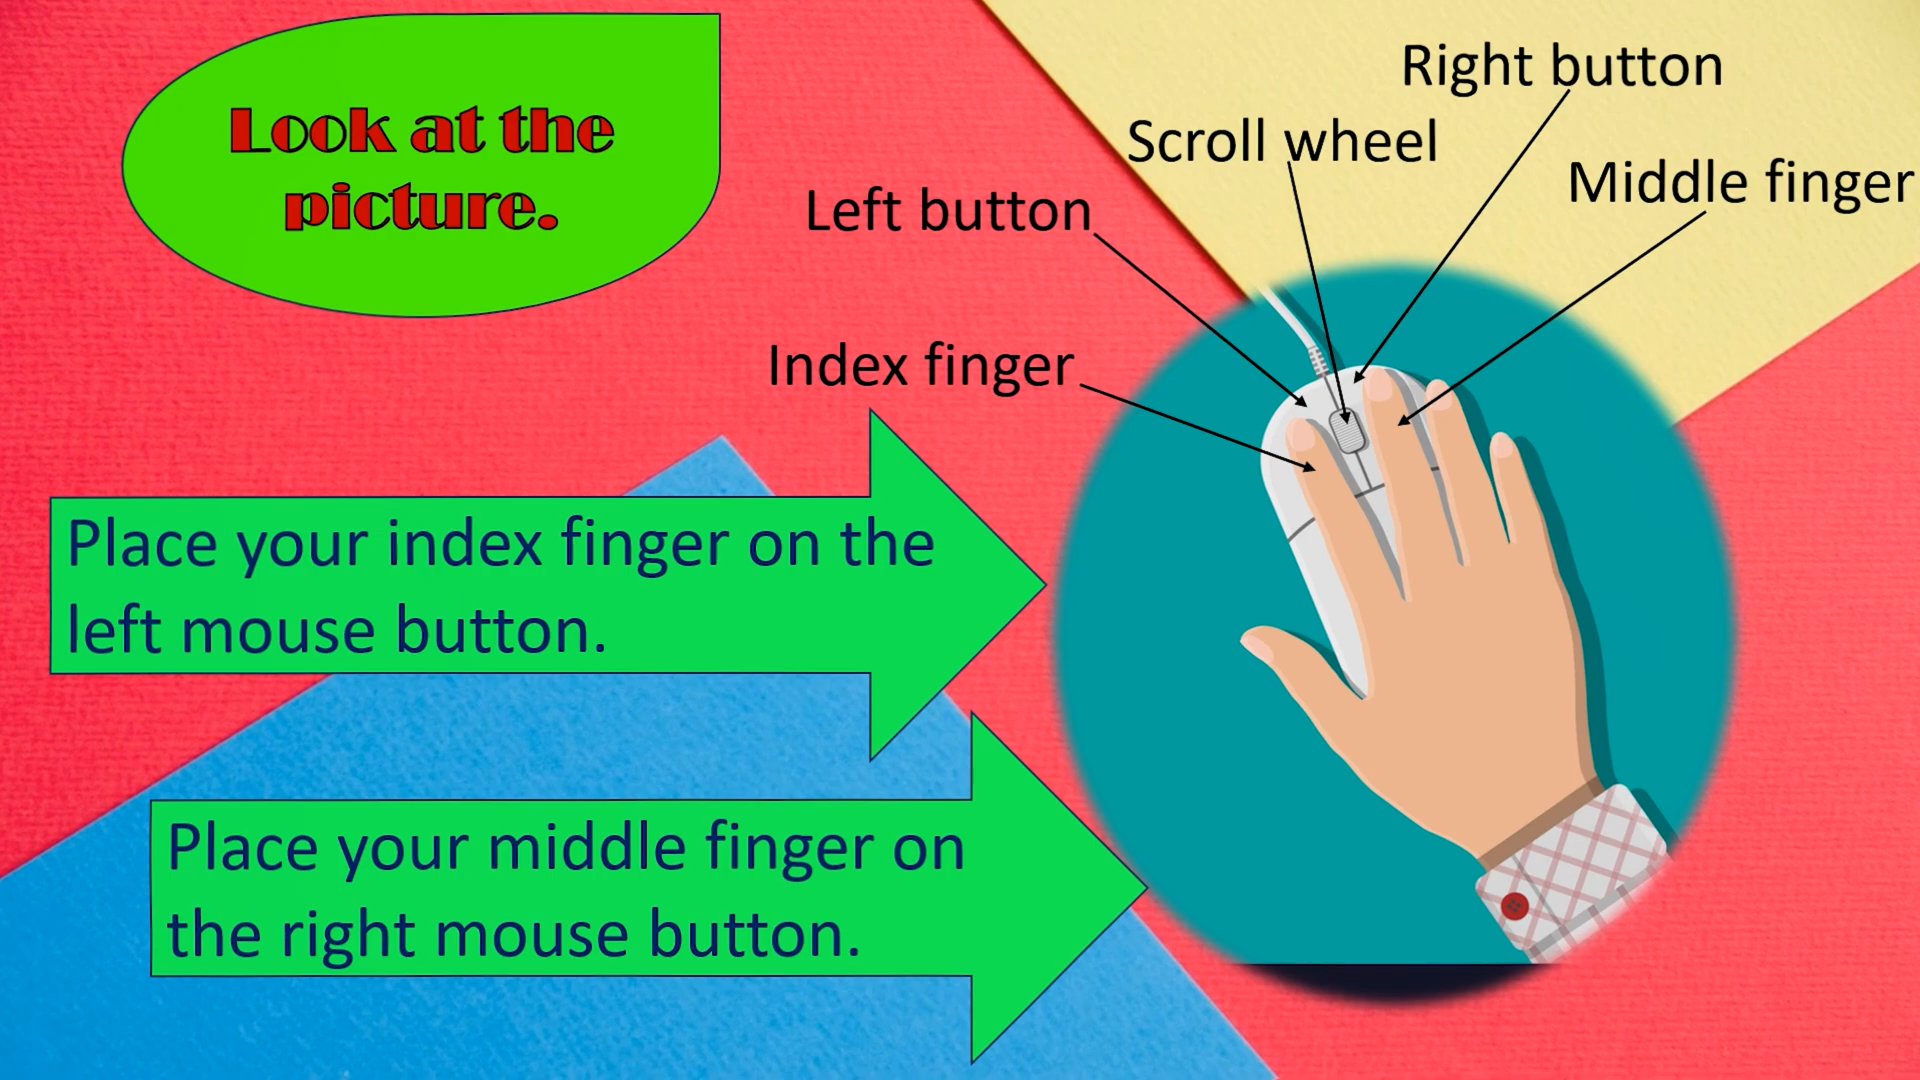 Look at the
picture.
Right button
Scroll wheel
Middle finger
Left button
Index finger
Place your index finger on the
left mouse button.
Place your middle finger on
the right mouse button.